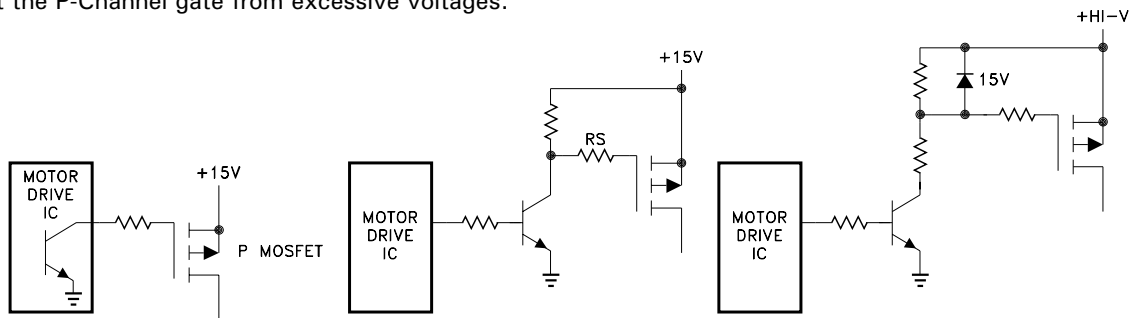 t the P-Channel gate from excessive voltages.
+15V
MOTOR
DRIVE
IC
P MOSFET
+15V
RS
MOTOR
DRIVE
IC
+HI-V
15V
MOTOR
DRIVE
IC